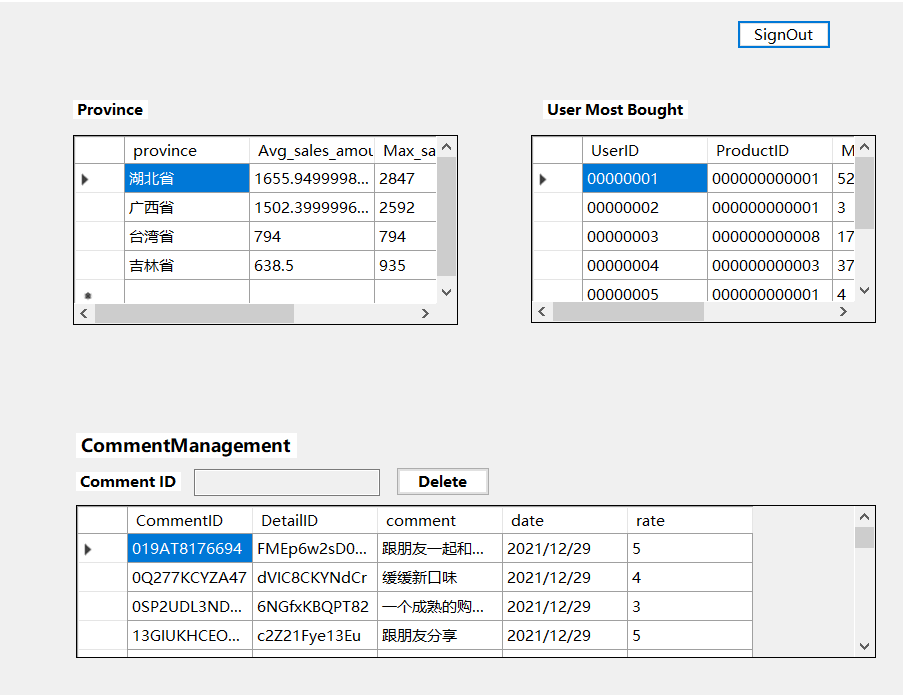 SignOut
Province
User Most Bought
province Avg_sales_amou Max_sa
湖北省 1655.9499998... 2847
广西省 1502.3999996... 2592
台湾省 794 794
吉林省 638.5 935
UserID ProductID M
00000001 000000000001 52
00000002 000000000001 3
00000003 000000000008 17
00000004 000000000003 37
00000005 000000000001 4
CommentManagement
Comment ID Delete
CommentID DetailID comment date rate
019AT8176694 FMEp6w2sD0... 跟朋友一起和... 2021/12/29 5
0Q277KCYZA47 dVIC8CKYNdCr 缓缓新口味 2021/12/29 4
0SP2UDL3ND... 6NGfxKBQPT82 一个成熟的购... 2021/12/29 3
13GIUKHCEO... c2Z21Fye13Eu 跟朋友分享 2021/12/29 5